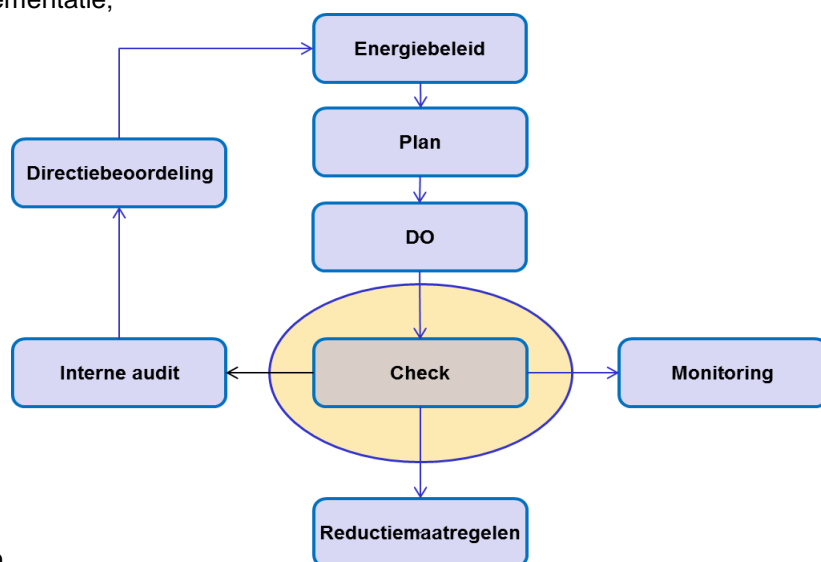 Energiebeleid
Plan
Directiebeoordeling
DO
Interne audit
Check
Monitoring
Reductiemaatregelen